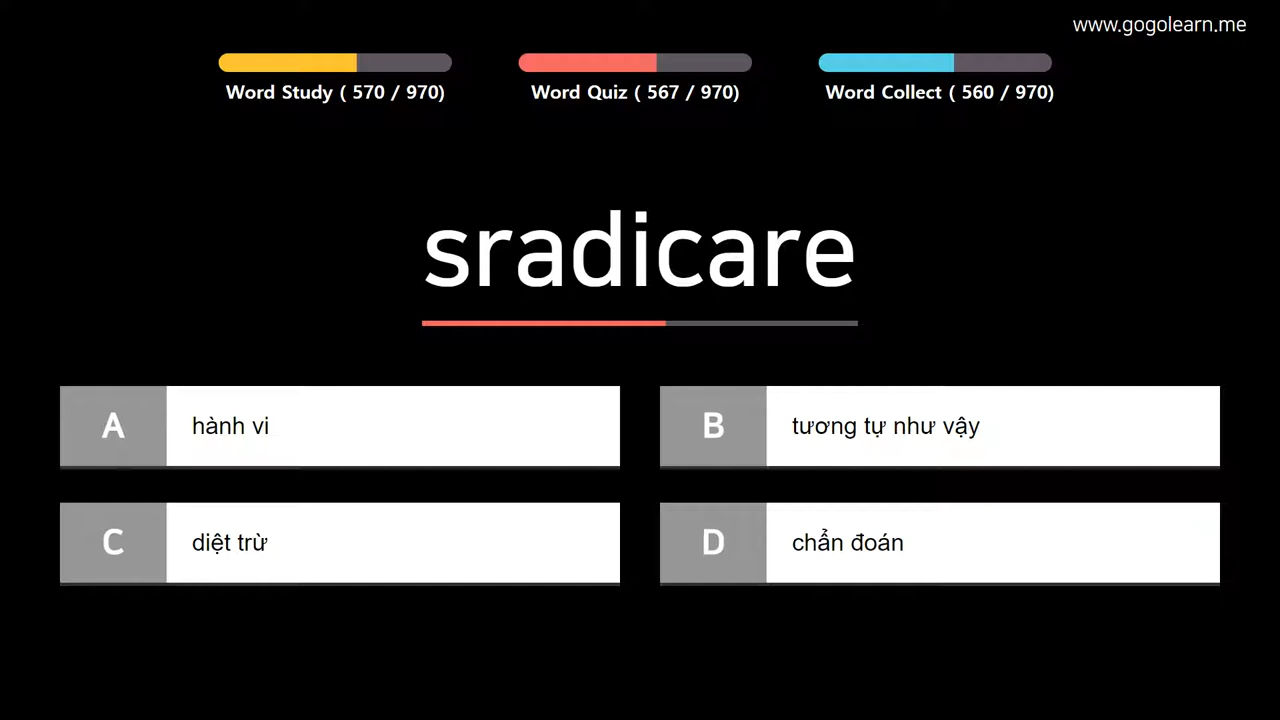 www.gogolearn.me
Word Study ( 570 / 970)
Word Quiz ( 567 / 970)
Word Collect ( 560 / 970)
sradicare
A hành vi
B tương tự như vậy
C diệt trừ
D chẩn đoán